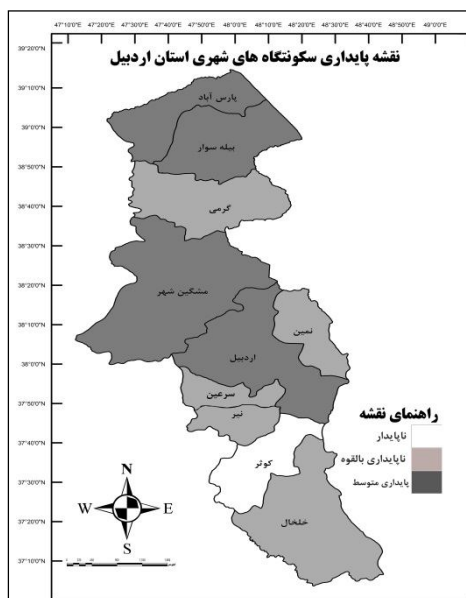 47°10'0"E 47°20'0"E 47°30'0"E 47°40'0"E 47°50'0"E 48°0'0"E 48°10'0"E 48°20'0"E 48°30'0"E 48°40'0"E 48°50'0"E 49°0'0"E
نقشه پایداری سکونتگاه های شهری استان اردبیل
39°20'0"N
39°10'0"N
39°0'0"N
38°50'0"N
38°40'0"N
38°30'0"N
38°20'0"N
38°10'0"N
38°0'0"N
37°50'0"N
37°40'0"N
37°30'0"N
37°20'0"N
37°10'0"N
پارس آباد
بیله سوار
گرمی
مشگین شهر
نمین
اردبیل
سرعین
نیر
کوثر
خلخال
راهنمای نقشه
ناپایدار
ناپایداری بالقوه
پایداری متوسط
N
W E
S